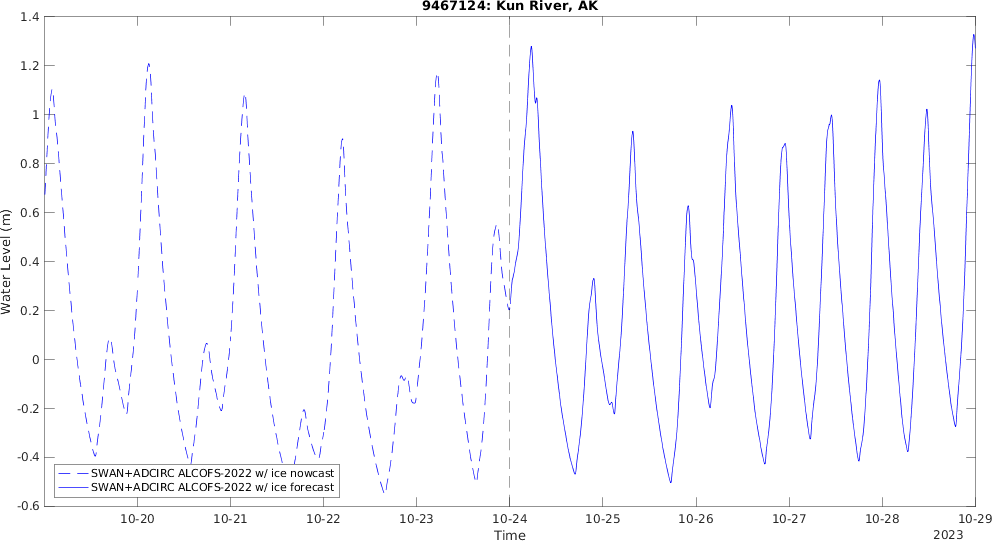 9467124: Kun River, AK
1.4
1.2
1
0.8
0.6
0.4
0.2
0
-0.2
-0.4
-0.6
Water Level (m)
SWAN+ADCIRC ALCOFS-2022 w/ ice nowcast
SWAN+ADCIRC ALCOFS-2022 w/ ice forecast
10-20 10-21 10-22 10-23 10-24 10-25 10-26 10-27 10-28 10-29
Time
2023